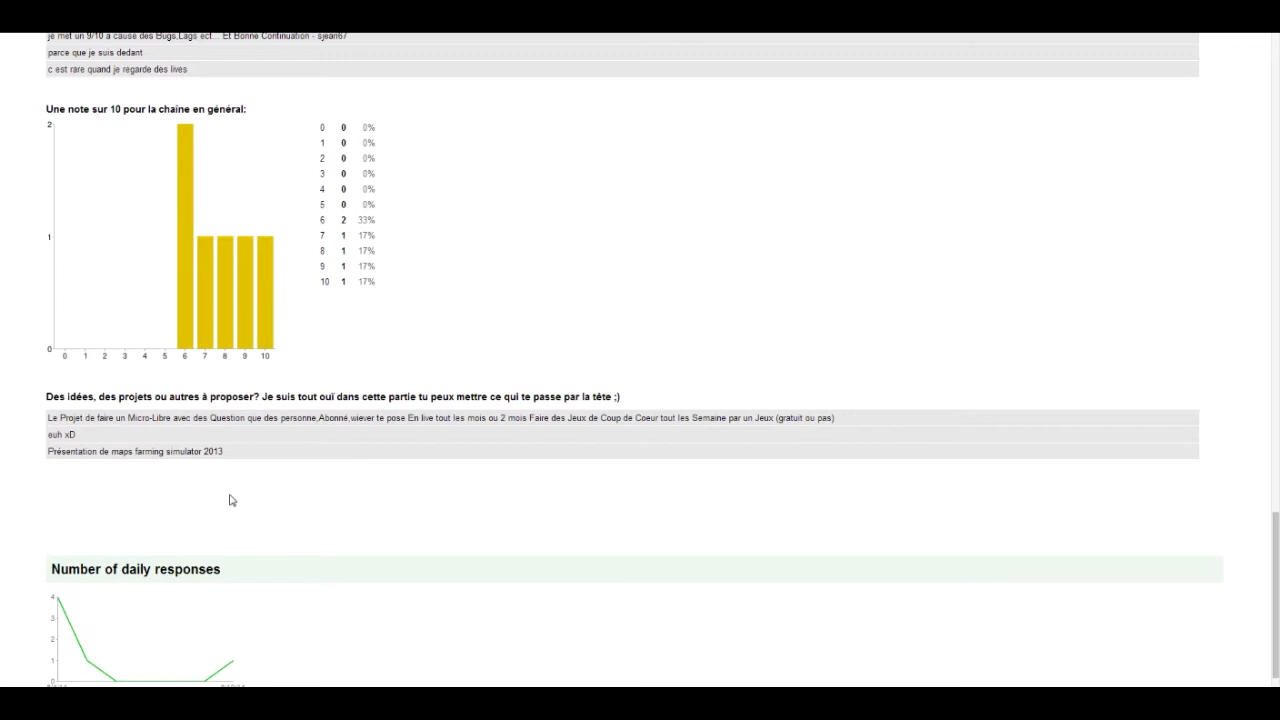 je met un 9/10 a cause des Bugs,Lags ect... Et Bonne Continuation - sjean67
parce que je suis dedant
c est rare quand je regarde des lives
Une note sur 10 pour la chaîne en général:
2
1
0
0 1 2 3 4 5 6 7 8 9 10
0 0 0%
1 0 0%
2 0 0%
3 0 0%
4 0 0%
5 0 0%
6 2 33%
7 1 17%
8 1 17%
9 1 17%
10 1 17%
Des idées, des projets ou autres à proposer? Je suis tout ouï dans cette partie tu peux mettre ce qui te passe par la tête ;)
Le Projet de faire un Micro-Libre avec des Question que des personne,Abonné,wiever te pose En live tout les mois ou 2 mois Faire des Jeux de Coup de Coeur tout les Semaine par un Jeux (gratuit ou pas)
euh xD
Présentation de maps farming simulator 2013
Number of daily responses
4
3
2
1
0